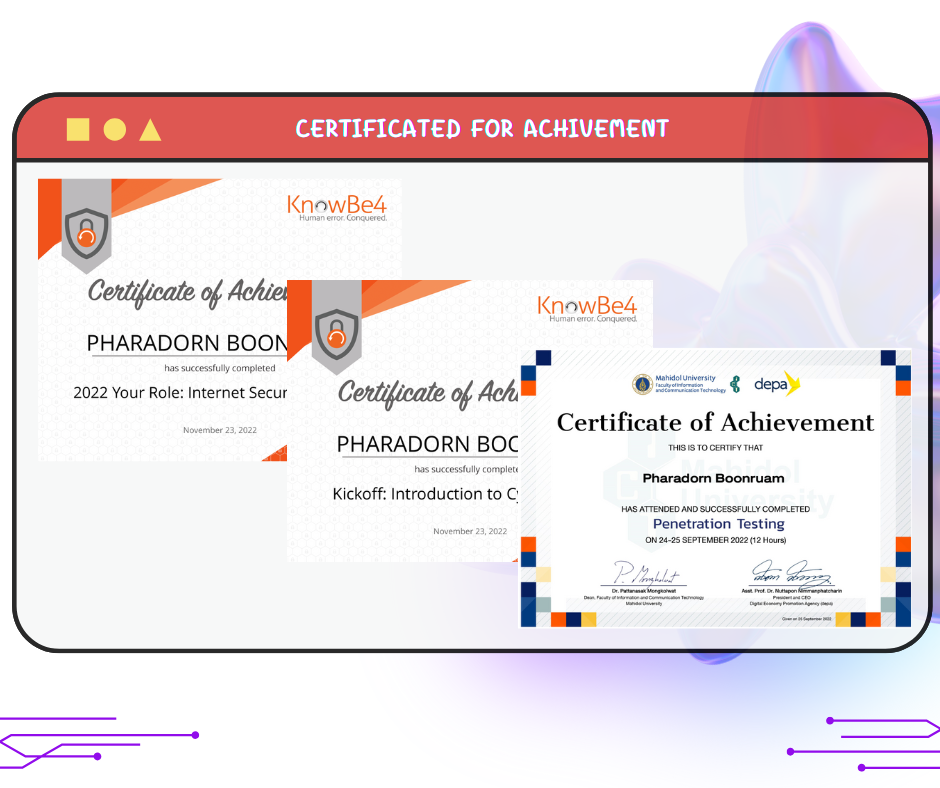 CERTIFICATED FOR ACHIVEMENT
KnowBe4
Human error. Conquered.
Certificate of Achie
PHARADORN BOON
has successfully completed
2022 Your Role: Internet Secur
November 23, 2022
KnowBe4
Human error. Conquered.
Certificate of Ach
PHARADORN BOO
has successfully complete
Kickoff: Introduction to Cy
November 23, 2022
Mahidol University
Faculty of Information
and Communication Technology
depa
Certificate of Achievement
THIS IS TO CERTIFY THAT
Mahidol
University
Pharadorn Boonruam
HAS ATTENDED AND SUCCESSFULLY COMPLETED
Penetration Testing
ON 24-25 SEPTEMBER 2022 (12 Hours)
P. Mongkolwat
Dr. Pattanasak Mongkolwat
Dean, Faculty of Information and Communication Technology
Mahidol University
Asst. Prof. Dr. Nuttapon Nimmanphatcharin
President and CEO
Digital Economy Promotion Agency (depa)
Given on 25 September 2022